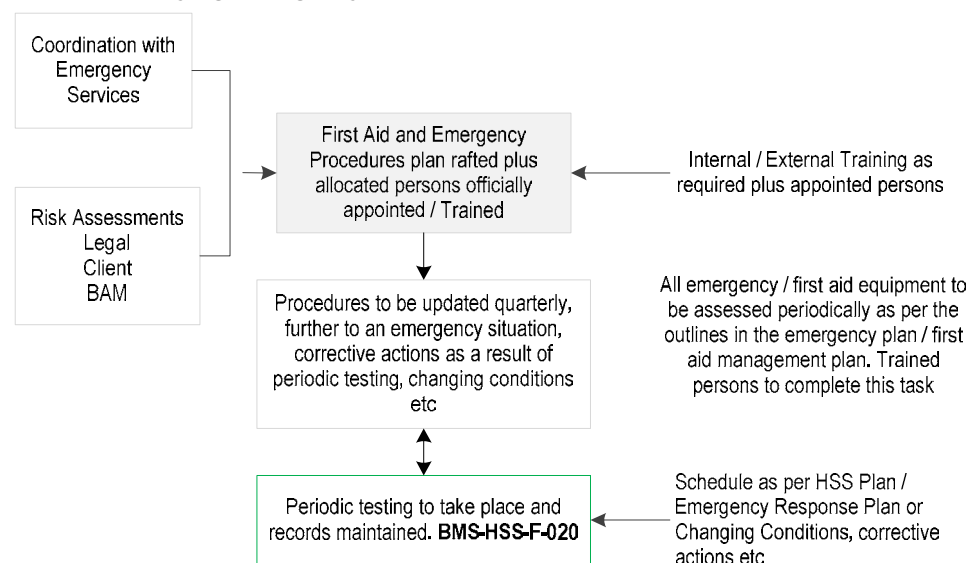 Coordination with
Emergency
Services
Risk Assessments
Legal
Client
BAM
First Aid and Emergency
Procedures plan rafted plus
allocated persons officially
appointed / Trained
Internal / External Training as
required plus appointed persons
Procedures to be updated quarterly,
further to an emergency situation,
corrective actions as a result of
periodic testing, changing conditions
etc
All emergency / first aid equipment to
be assessed periodically as per the
outlines in the emergency plan / first
aid management plan. Trained
persons to complete this task
Periodic testing to take place and
records maintained. BMS-HSS-F-020
Schedule as per HSS Plan /
Emergency Response Plan or
Changing Conditions, corrective
actions etc